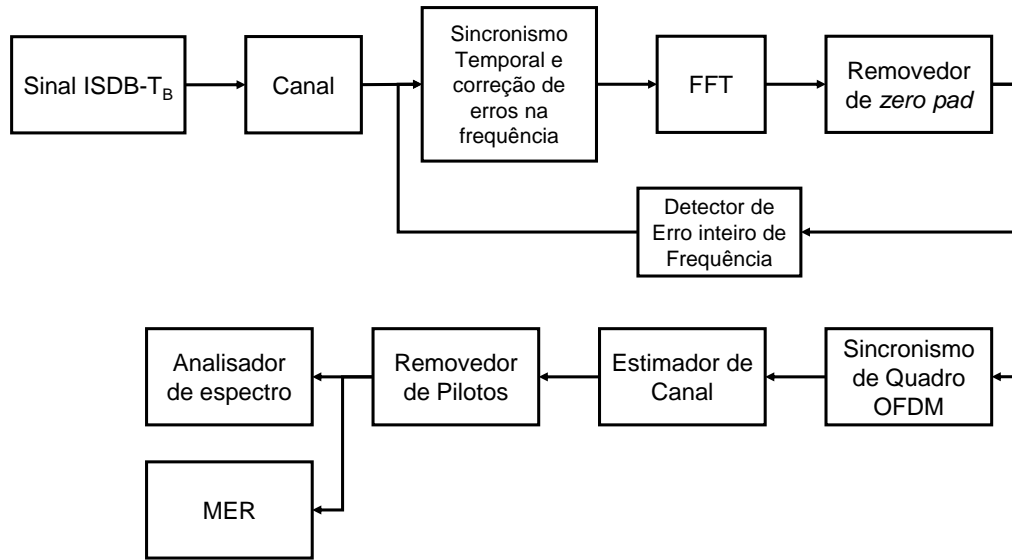 Sinal ISDB-T_B
Canal
Sincronismo
Temporal e
correção de
erros na
frequência
FFT
Removedor
de zero pad
Detector de
Erro inteiro de
Frequência
Analisador
de espectro
Removedor
de Pilotos
Estimador de
Canal
Sincronismo
de Quadro
OFDM
MER